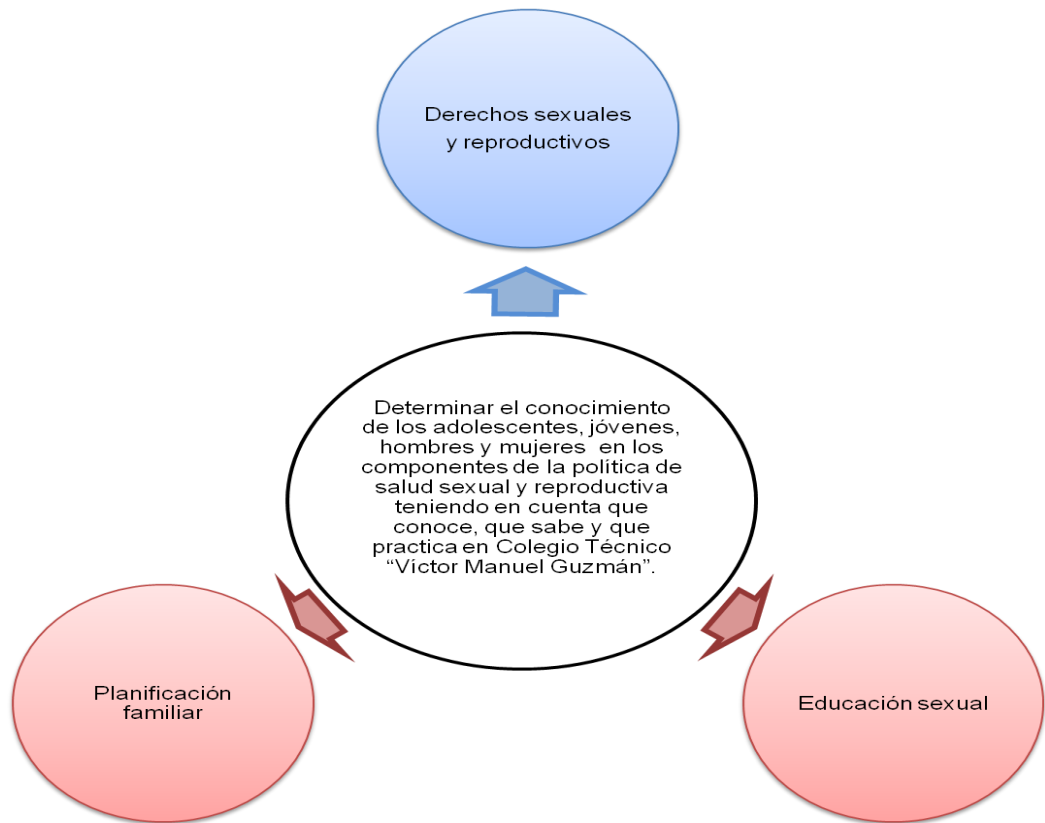 Derechos sexuales
y reproductivos
Determinar el conocimiento
de los adolescentes, jóvenes,
hombres y mujeres en los
componentes de la política de
salud sexual y reproductiva
teniendo en cuenta que
conoce, que sabe y que
practica en Colegio Técnico
“Víctor Manuel Guzmán”.
Planificación
familiar
Educación sexual